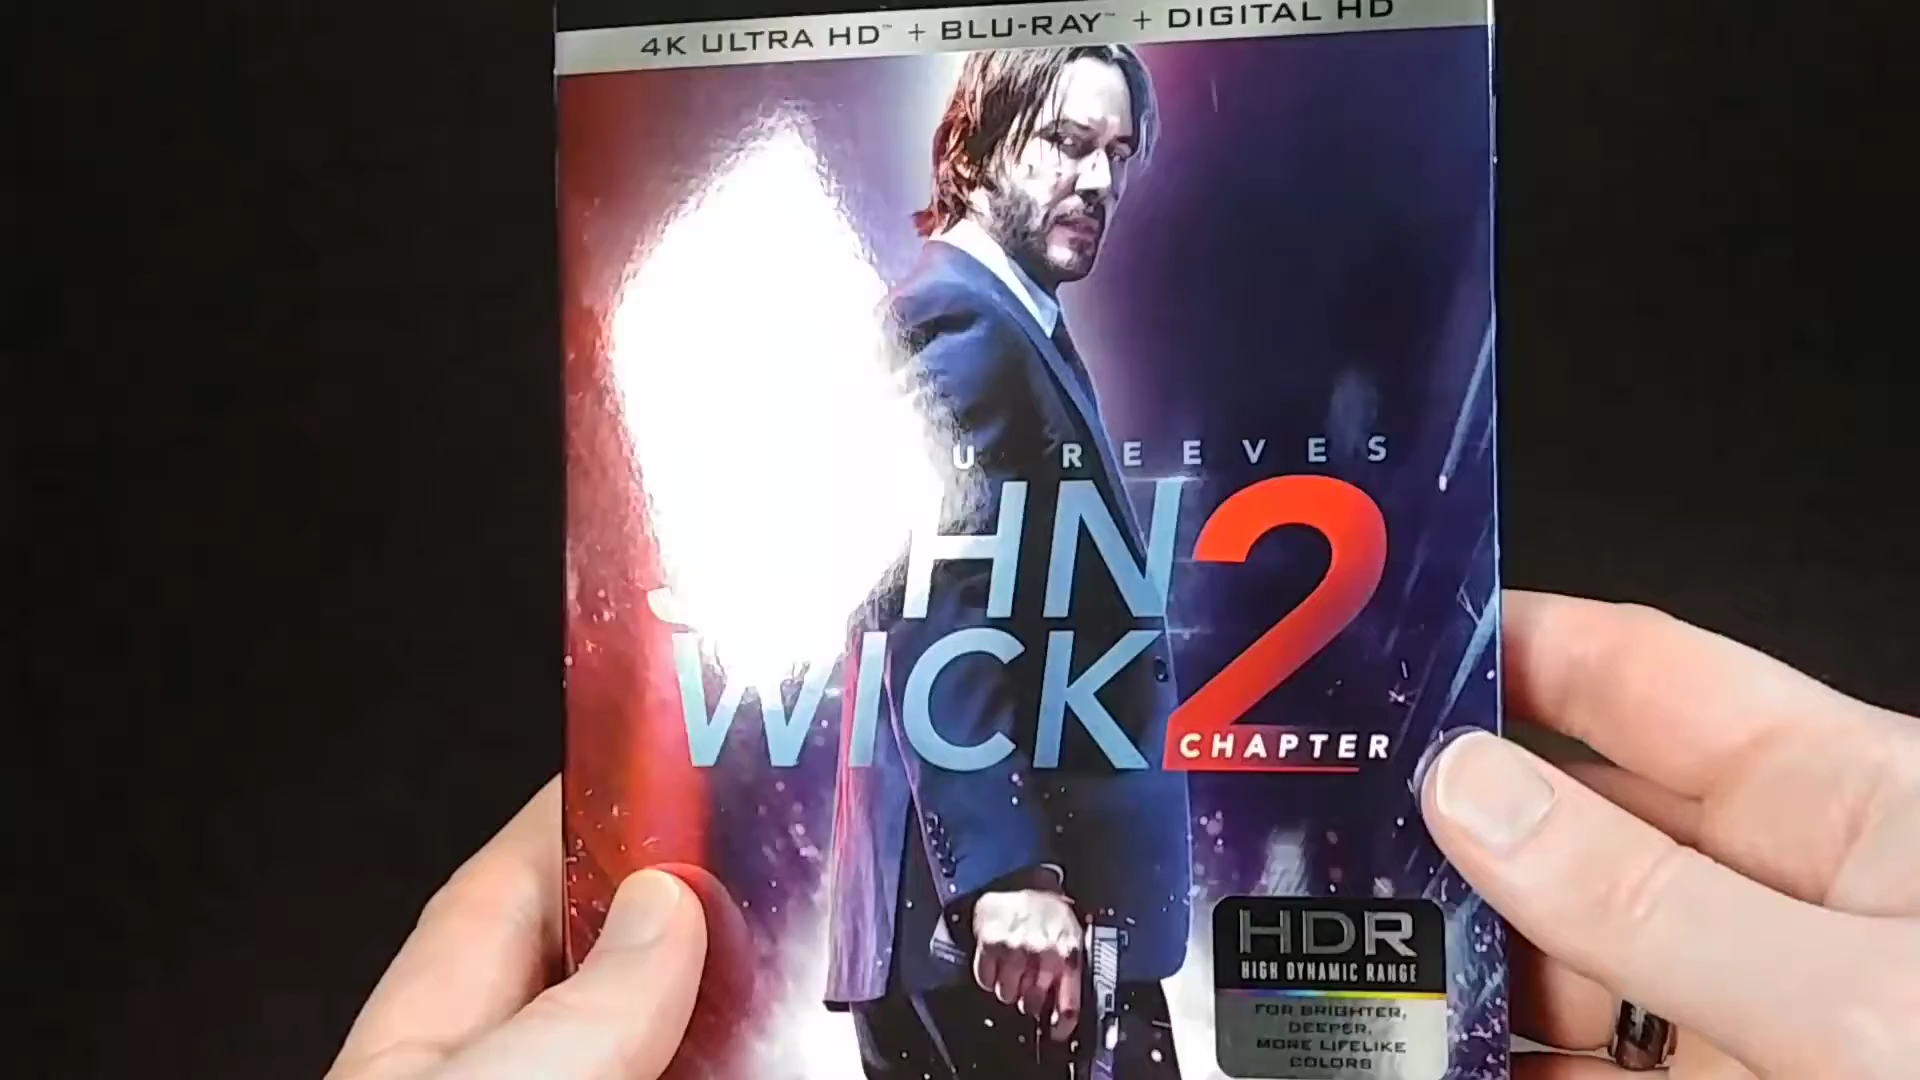 4K ULTRA HD™ + BLU-RAY™ + DIGITAL HD
U REEVES
HN
WICK
2
CHAPTER
HDR
HIGH DYNAMIC RANGE
FOR BRIGHTER,
DEEPER,
MORE LIFELIKE
COLORS